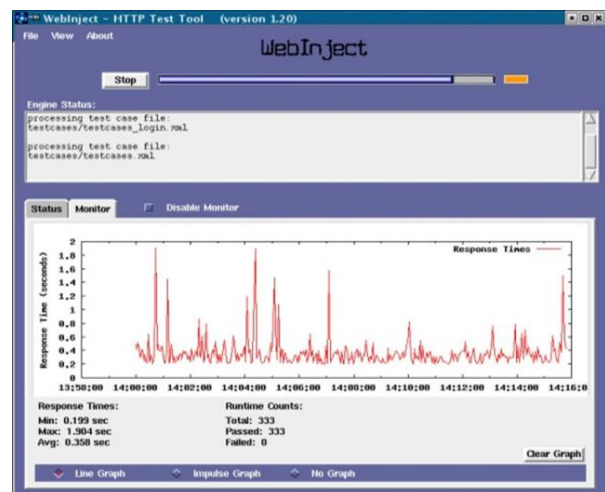 WebInject - HTTP Test Tool (version 1.20)
File View About
WebInject
Stop
Engine Status:
processing test case file:
testcases/testcases_login.xml
processing test case file:
testcases/testcases.xml
Status Monitor Disable Monitor
Response Times
Response Time (seconds)
2
1.8
1.6
1.4
1.2
1
0.8
0.6
0.4
0.2
0
13:58:00 14:00:00 14:02:00 14:04:00 14:06:00 14:08:00 14:10:00 14:12:00 14:14:00 14:16:0
Response Times:
Min: 0.199 sec
Max: 1.904 sec
Avg: 0.358 sec
Runtime Counts:
Total: 333
Passed: 333
Failed: 0
Clear Graph
Line Graph Impulse Graph No Graph